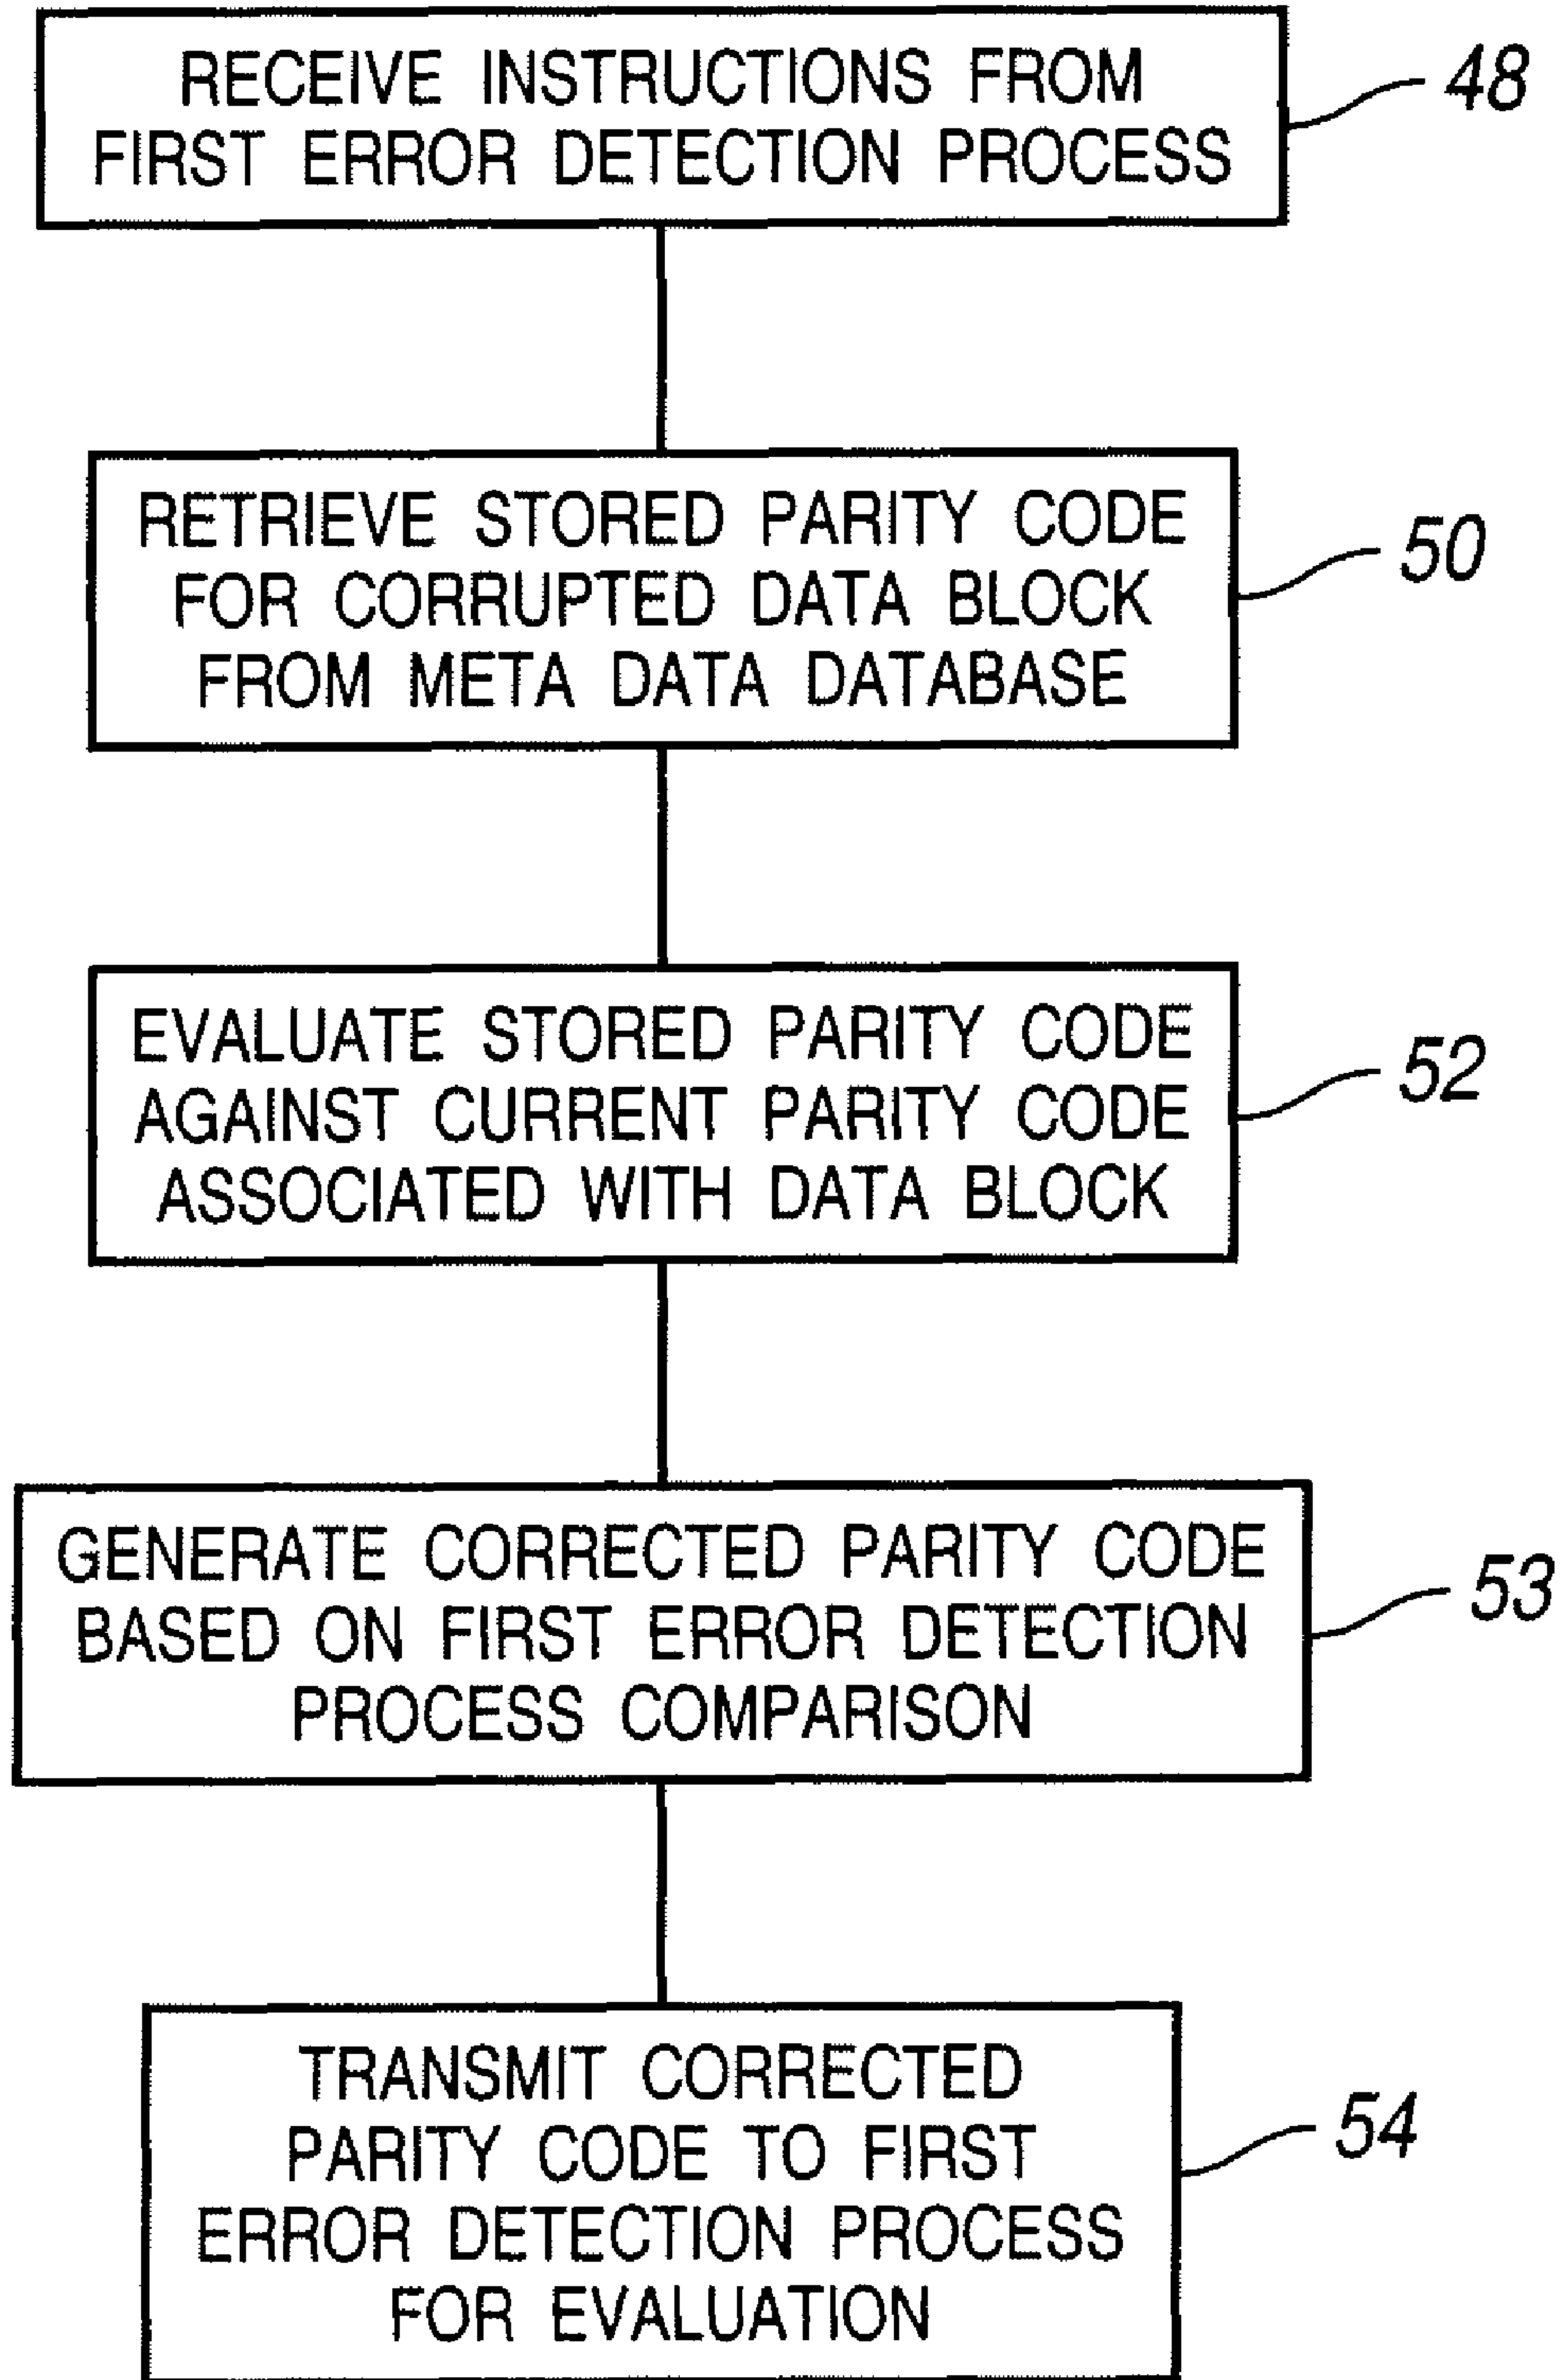 RECEIVE INSTRUCTIONS FROM
FIRST ERROR DETECTION PROCESS
48
RETRIEVE STORED PARITY CODE
FOR CORRUPTED DATA BLOCK
FROM META DATA DATABASE
50
EVALUATE STORED PARITY CODE
AGAINST CURRENT PARITY CODE
ASSOCIATED WITH DATA BLOCK
52
GENERATE CORRECTED PARITY CODE
BASED ON FIRST ERROR DETECTION
PROCESS COMPARISON
53
TRANSMIT CORRECTED
PARITY CODE TO FIRST
ERROR DETECTION PROCESS
FOR EVALUATION
54